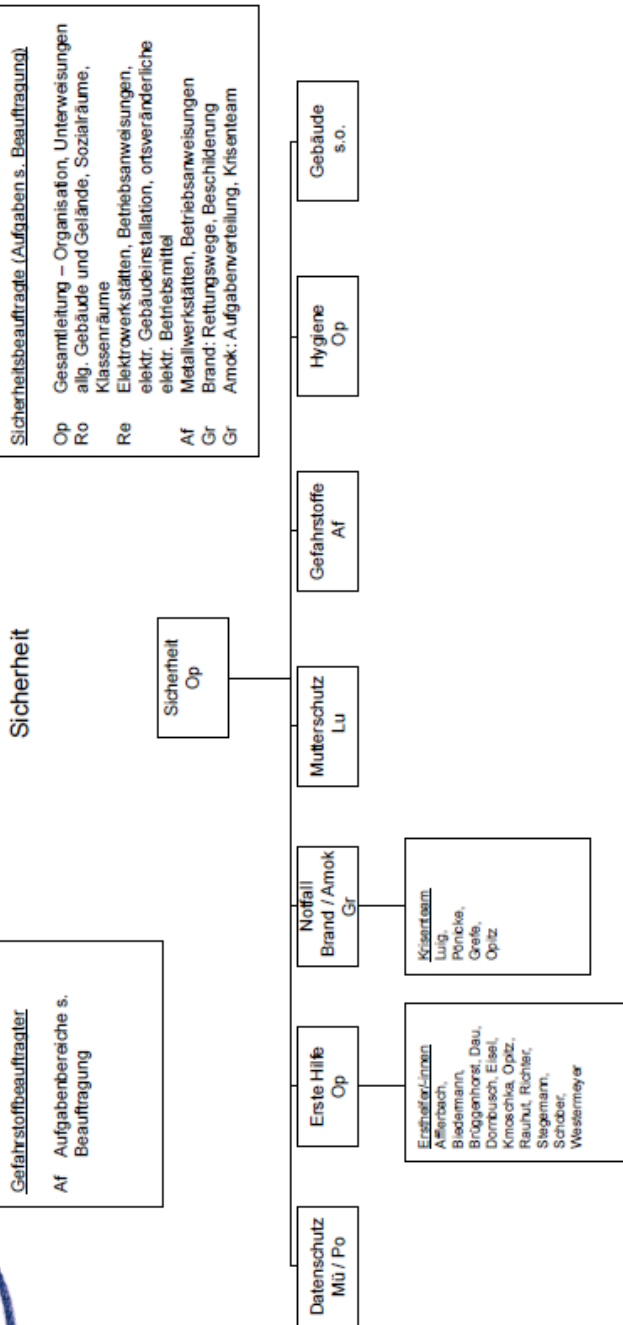 Sicherheit
Gefahrstoffbeauftragter
Af Aufgabenbereiche s.
Beauftragung
Sicherheitsbeauftragte (Aufgaben s. Beauftragung)
Op Gesamtleitung – Organisation, Unterweisungen
Ro allg. Gebäude und Gelände, Sozialräume,
Klassenräume
Re Elektrowerkstätten, Betriebsanweisungen,
elektr. Gebäudeinstallation, ortsveränderliche
elektr. Betriebsmittel
Af Metallwerkstätten, Betriebsanweisungen
Gr Brand: Rettungswege, Beschilderung
Gr Amok: Aufgabenverteilung, Krisenteam
Sicherheit
Op
Datenschutz
Mü / Po
Erste Hilfe
Op
Notfall
Brand / Amok
Gr
Mutterschutz
Lu
Gefahrstoffe
Af
Hygiene
Op
Gebäude
s.o.
Ersthelfer/-innen
Afflerbach,
Biedermann,
Brüggenhorst, Dau,
Dornbusch, Eisel,
Kmoschka, Opitz,
Rauhut, Richter,
Stegemann,
Schober,
Westermeyer
Krisenteam
Luig,
Pönicke,
Grefe,
Opitz